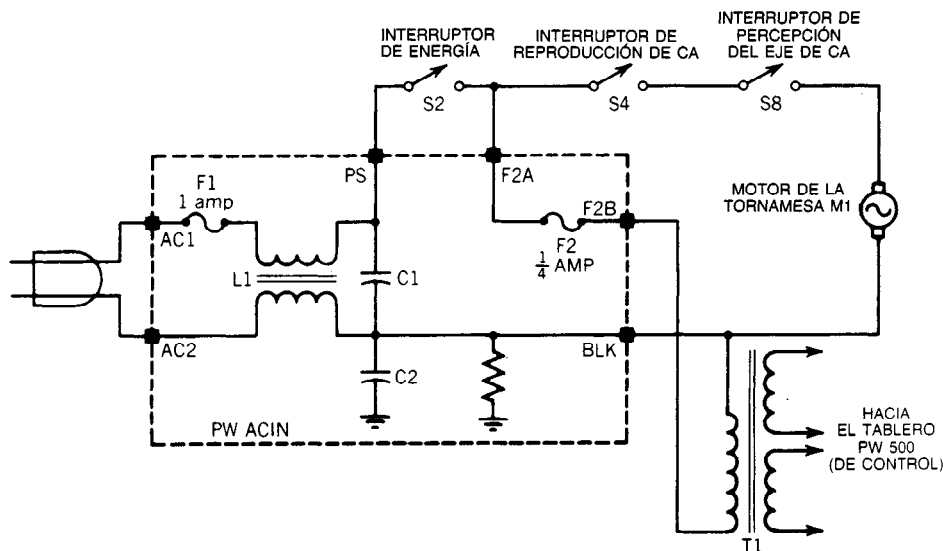 INTERRUPTOR
DE ENERGÍA
INTERRUPTOR DE
REPRODUCCIÓN DE CA
INTERRUPTOR DE
PERCEPCIÓN
DEL EJE DE CA
S2
S4
S8
PS
F2A
F1
1 amp
F2B
MOTOR DE LA
TORNAMESA M1
AC1
F2
1/4 AMP
L1
C1
AC2
BLK
C2
PW ACIN
HACIA
EL TABLERO
PW 500
(DE CONTROL)
T1